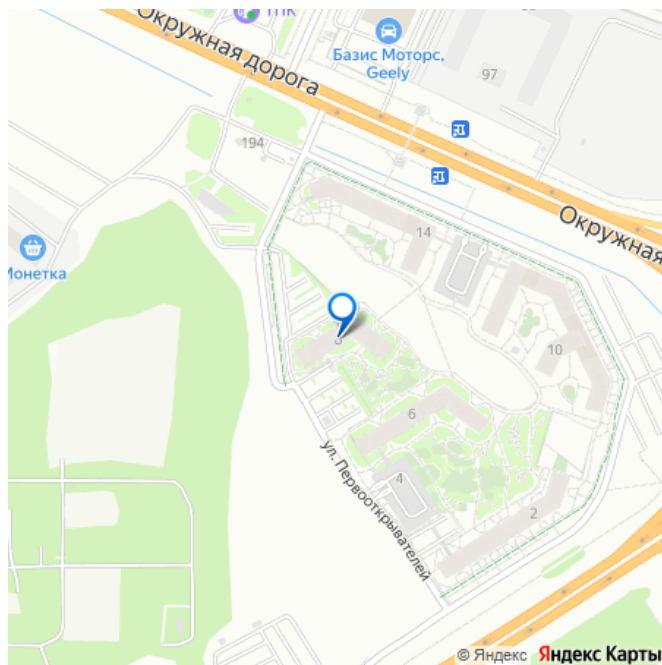 ТПК
Окружная дорога
Базис Моторс,
Geely
97
194
Окружная
14
Монетка
10
8
6
4
2
ул. Первооткрывателей
© Яндекс Яндекс Карты